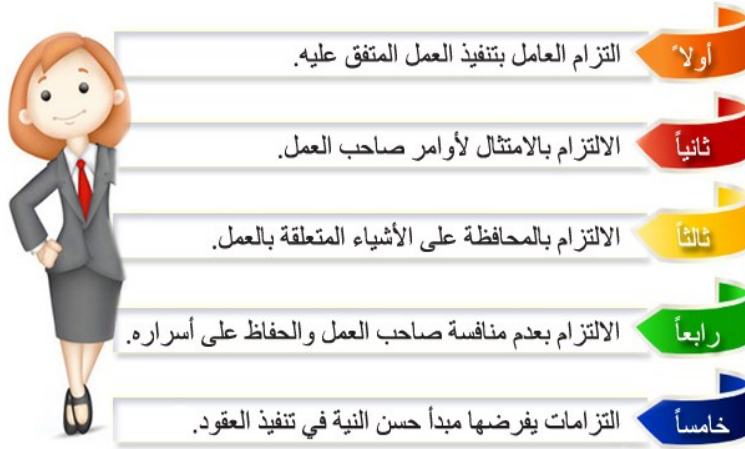 أولاً
التزام العامل بتنفيذ العمل المتفق عليه.
ثانياً
الالتزام بالامتثال لأوامر صاحب العمل.
ثالثاً
الالتزام بالمحافظة على الأشياء المتعلقة بالعمل.
رابعاً
الالتزام بعدم منافسة صاحب العمل والحفاظ على أسراره.
خامساً
التزامات يفرضها مبدأ حسن النية في تنفيذ العقود.